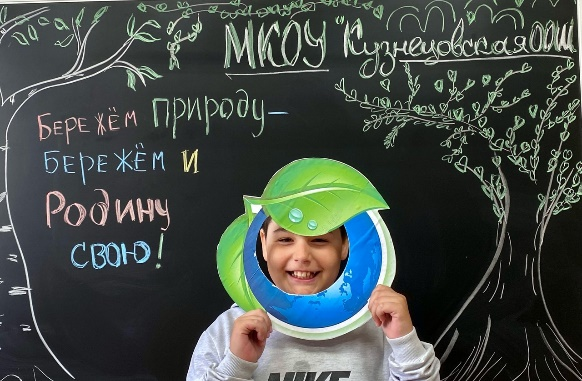 МКОУ "Кузнецовская ООШ
Бережём природу–
Бережём и
Родину
свою!
NIKE